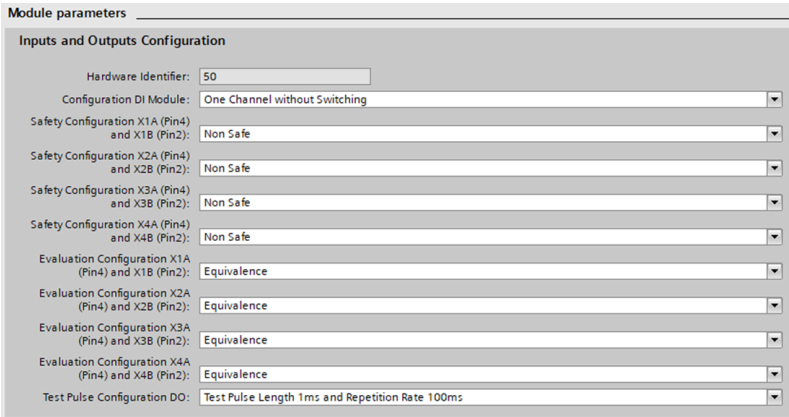 Module parameters
Inputs and Outputs Configuration
Hardware Identifier: 50
Configuration DI Module: One Channel without Switching
Safety Configuration X1A (Pin4)
and X1B (Pin2): Non Safe
Safety Configuration X2A (Pin4)
and X2B (Pin2): Non Safe
Safety Configuration X3A (Pin4)
and X3B (Pin2): Non Safe
Safety Configuration X4A (Pin4)
and X4B (Pin2): Non Safe
Evaluation Configuration X1A
(Pin4) and X1B (Pin2): Equivalence
Evaluation Configuration X2A
(Pin4) and X2B (Pin2): Equivalence
Evaluation Configuration X3A
(Pin4) and X3B (Pin2): Equivalence
Evaluation Configuration X4A
(Pin4) and X4B (Pin2): Equivalence
Test Pulse Configuration DO: Test Pulse Length 1ms and Repetition Rate 100ms